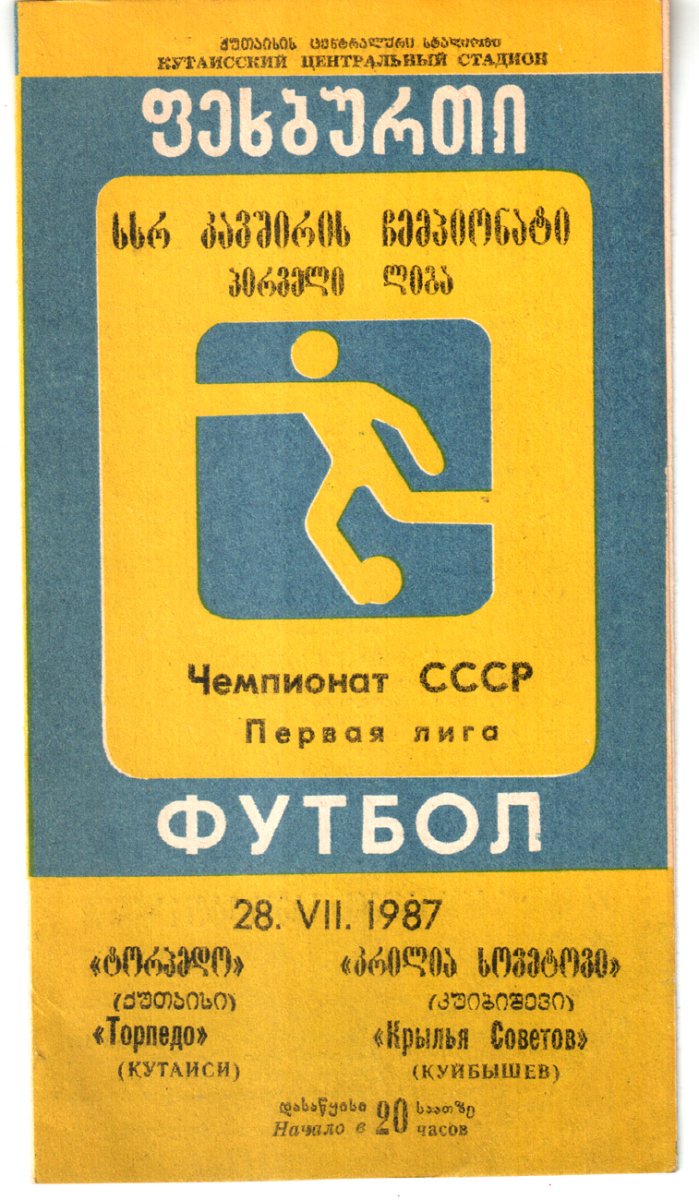 ქუთაისის ცენტრალური სტადიონი
КУТАИССКИЙ ЦЕНТРАЛЬНЫЙ СТАДИОН
ფეხბურთი
სსრ კავშირის ჩემპიონატი
პირველი ლიგა
Чемпионат СССР
Первая лига
ФУТБОЛ
28. VII. 1987
«ტორპედო» «კრილია სოვეტოვი»
(ქუთაისი) (კუიბიშევი)
«Торпедо» «Крылья Советов»
(КУТАИСИ) (КУЙБЫШЕВ)
დასაწყისი 20 საათზე
Начало в 20 часов